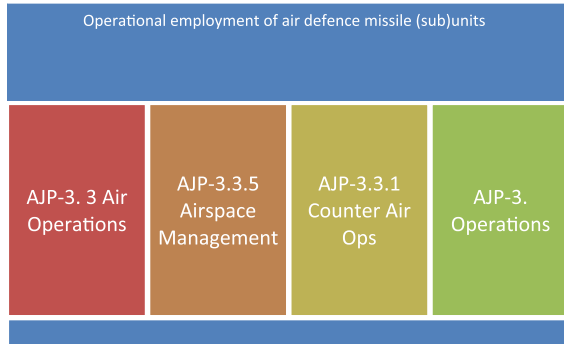 Operational employment of air defence missile (sub)units
AJP-3. 3 Air
Operations
AJP-3.3.5
Airspace
Management
AJP-3.3.1
Counter Air
Ops
AJP-3.
Operations